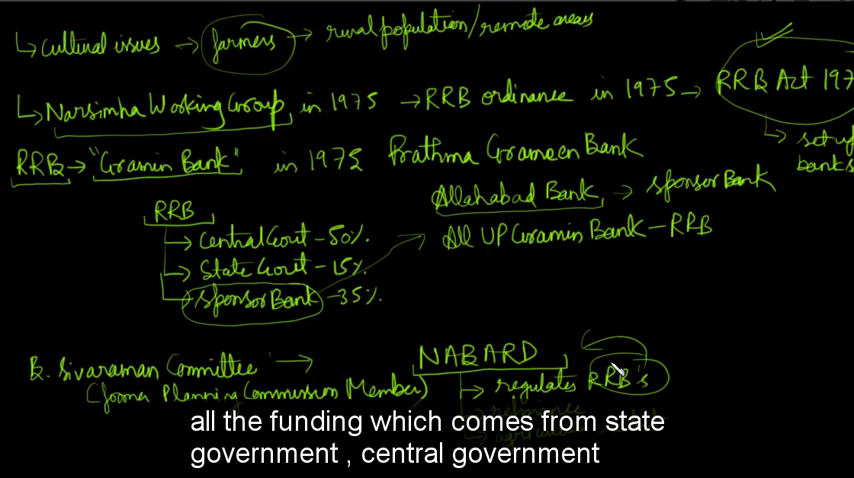 ↳ Cultural issues → farmers → rural population/remote areas
↳ Narsimha Working Group, in 1975 → RRB ordinance in 1975 → RRB Act 197
↳ set up banks
RRB → "Gramin Bank" in 1975 Prathma Grameen Bank
Allahabad Bank, → sponsor Bank
All UP Gramin Bank - RRB
RRB
→ Central Govt - 50%.
→ State Govt - 15%.
→ Sponsor Bank - 35%.
B. Sivaraman Committee →
(former Planning Commission Member)
NABARD
→ regulates RRB's
all the funding which comes from state
government , central government